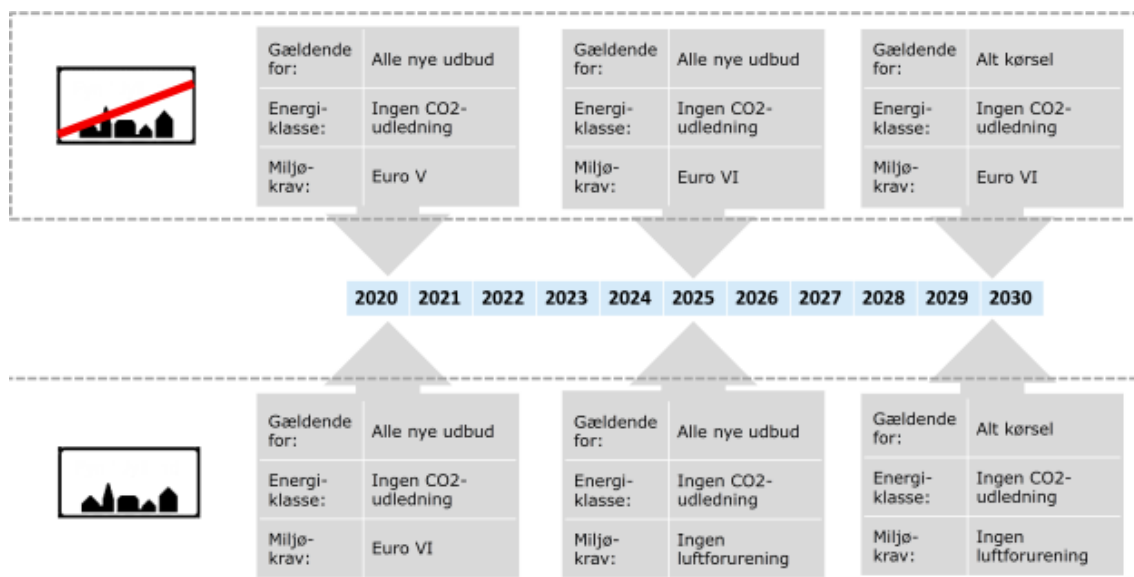 Gældende
for:
Alle nye udbud
Energi-
klasse:
Ingen CO2-
udledning
Miljø-
krav:
Euro V
Gældende
for:
Alle nye udbud
Energi-
klasse:
Ingen CO2-
udledning
Miljø-
krav:
Euro VI
Gældende
for:
Alt kørsel
Energi-
klasse:
Ingen CO2-
udledning
Miljø-
krav:
Euro VI
2020 2021 2022 2023 2024 2025 2026 2027 2028 2029 2030
Gældende
for:
Alle nye udbud
Energi-
klasse:
Ingen CO2-
udledning
Miljø-
krav:
Euro VI
Gældende
for:
Alle nye udbud
Energi-
klasse:
Ingen CO2-
udledning
Miljø-
krav:
Ingen
luftforurening
Gældende
for:
Alt kørsel
Energi-
klasse:
Ingen CO2-
udledning
Miljø-
krav:
Ingen
luftforurening